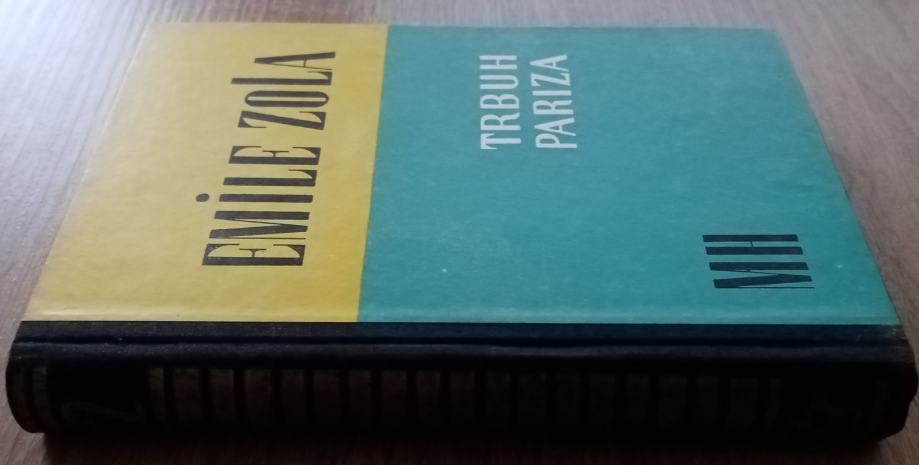 EMiLE ZOLA
TRBUH
PARIZA
MH